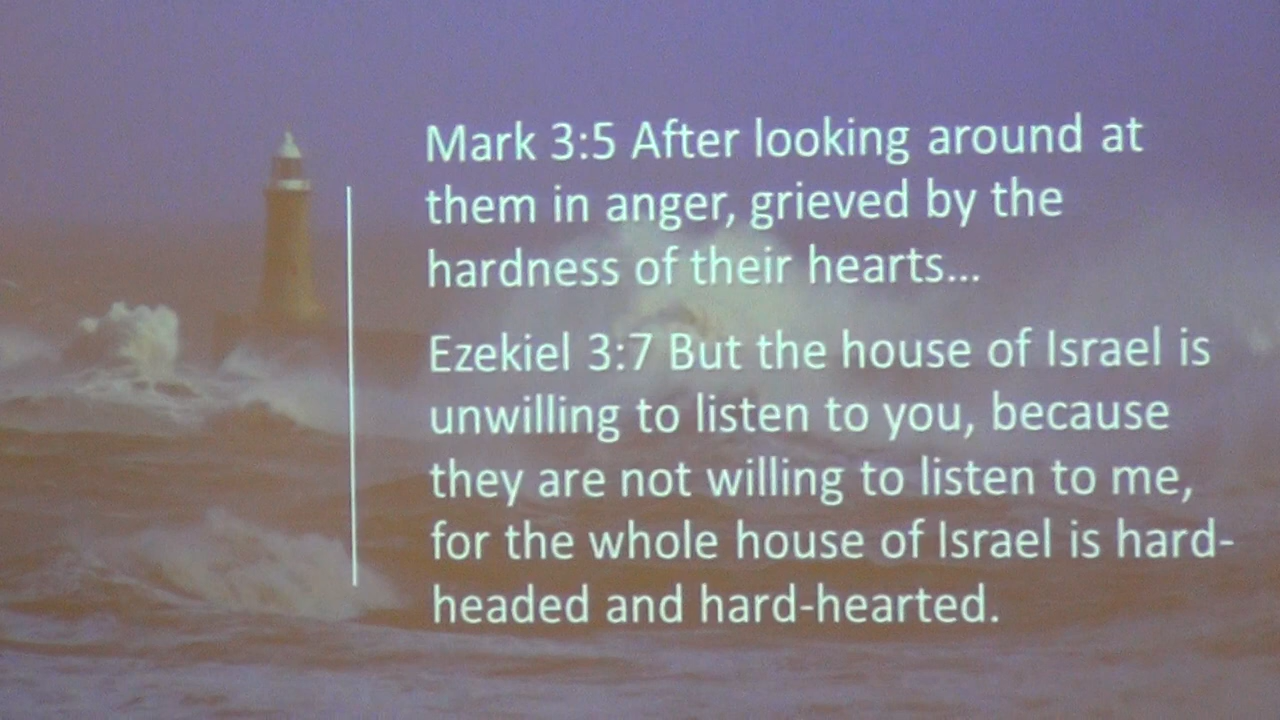 Mark 3:5 After looking around at
them in anger, grieved by the
hardness of their hearts...
Ezekiel 3:7 But the house of Israel is
unwilling to listen to you, because
they are not willing to listen to me,
for the whole house of Israel is hard-
headed and hard-hearted.